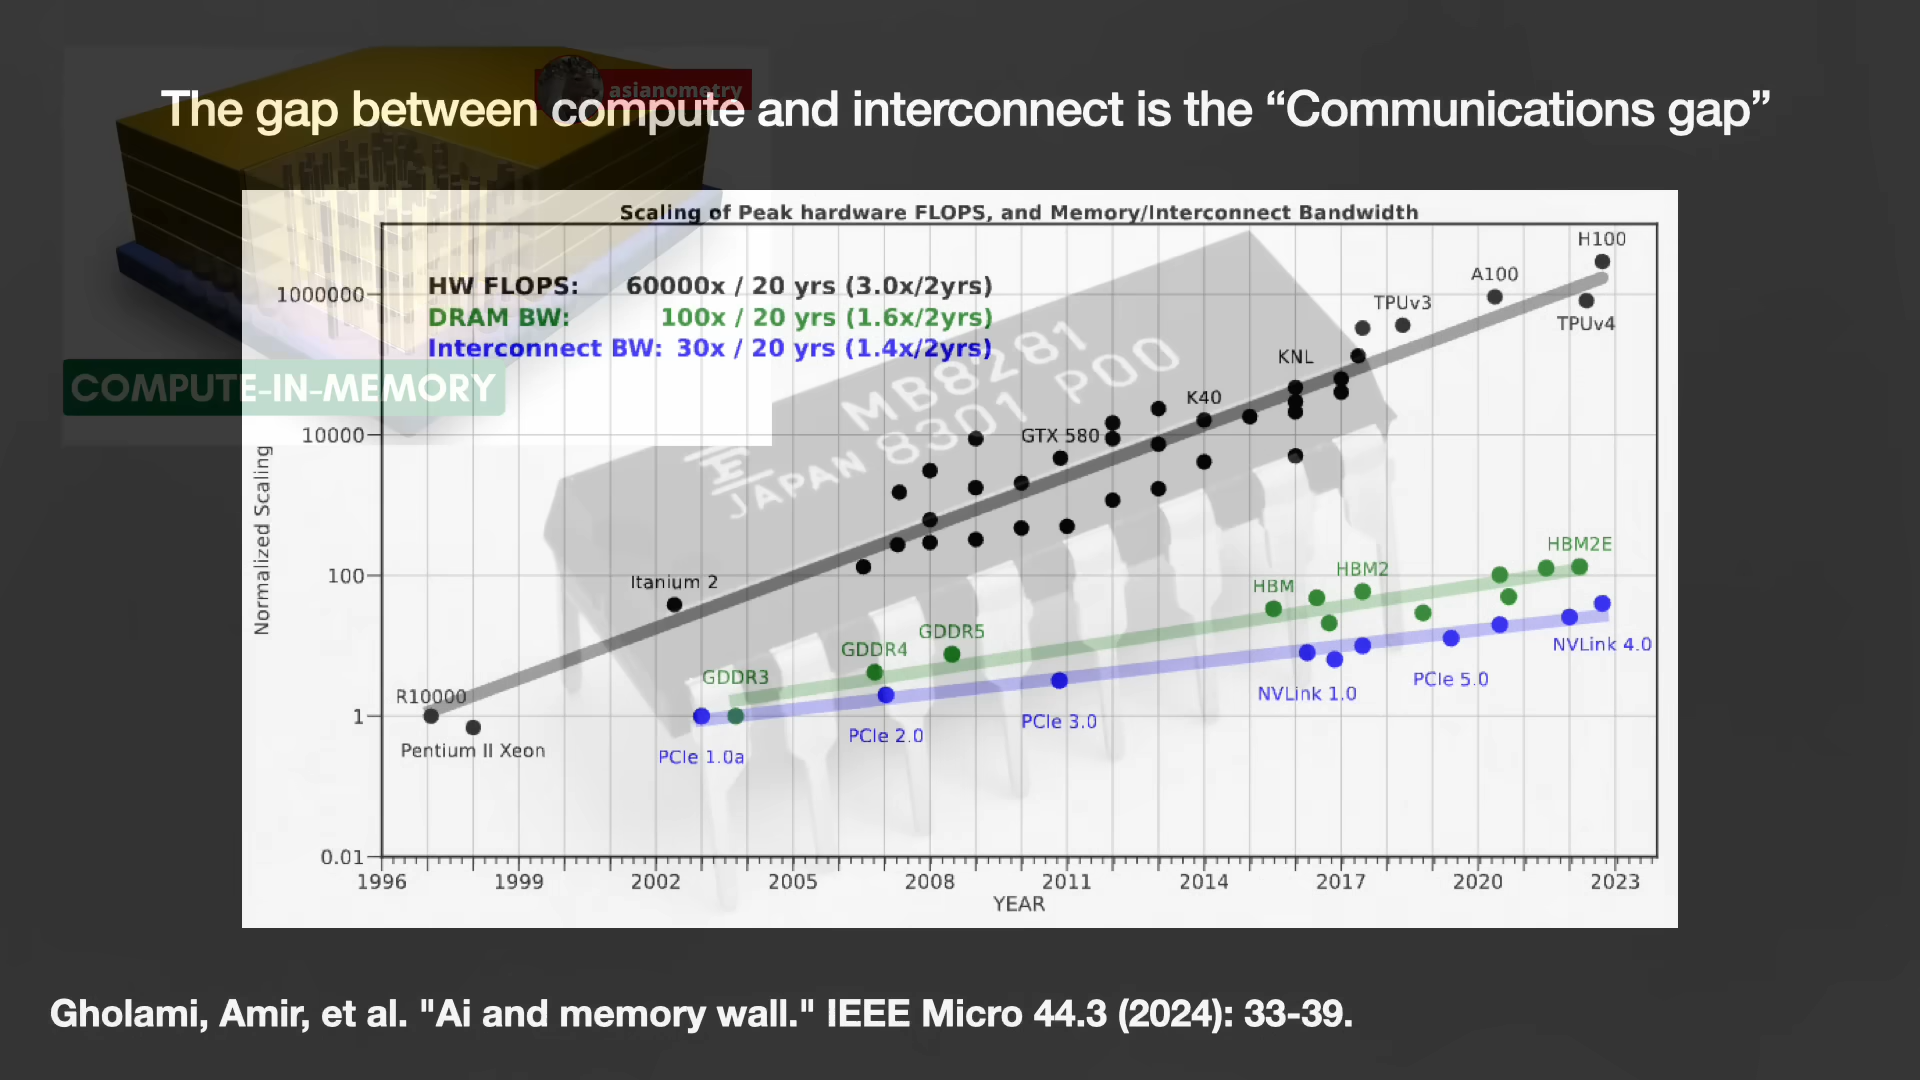 asianometry
The gap between compute and interconnect is the “Communications gap”
Scaling of Peak hardware FLOPS, and Memory/Interconnect Bandwidth
HW FLOPS: 60000x / 20 yrs (3.0x/2yrs)
DRAM BW: 100x / 20 yrs (1.6x/2yrs)
Interconnect BW: 30x / 20 yrs (1.4x/2yrs)
COMPUTE-IN-MEMORY
MB8281
8301 P00
JAPAN
Normalized Scaling
1000000
10000
100
1
0.01
H100
A100
TPUv3
TPUv4
KNL
K40
GTX 580
Itanium 2
R10000
Pentium II Xeon
HBM2E
HBM2
HBM
GDDR5
GDDR4
GDDR3
NVLink 4.0
PCIe 5.0
NVLink 1.0
PCIe 3.0
PCIe 2.0
PCIe 1.0a
1996 1999 2002 2005 2008 2011 2014 2017 2020 2023
YEAR
Gholami, Amir, et al. "Ai and memory wall." IEEE Micro 44.3 (2024): 33-39.